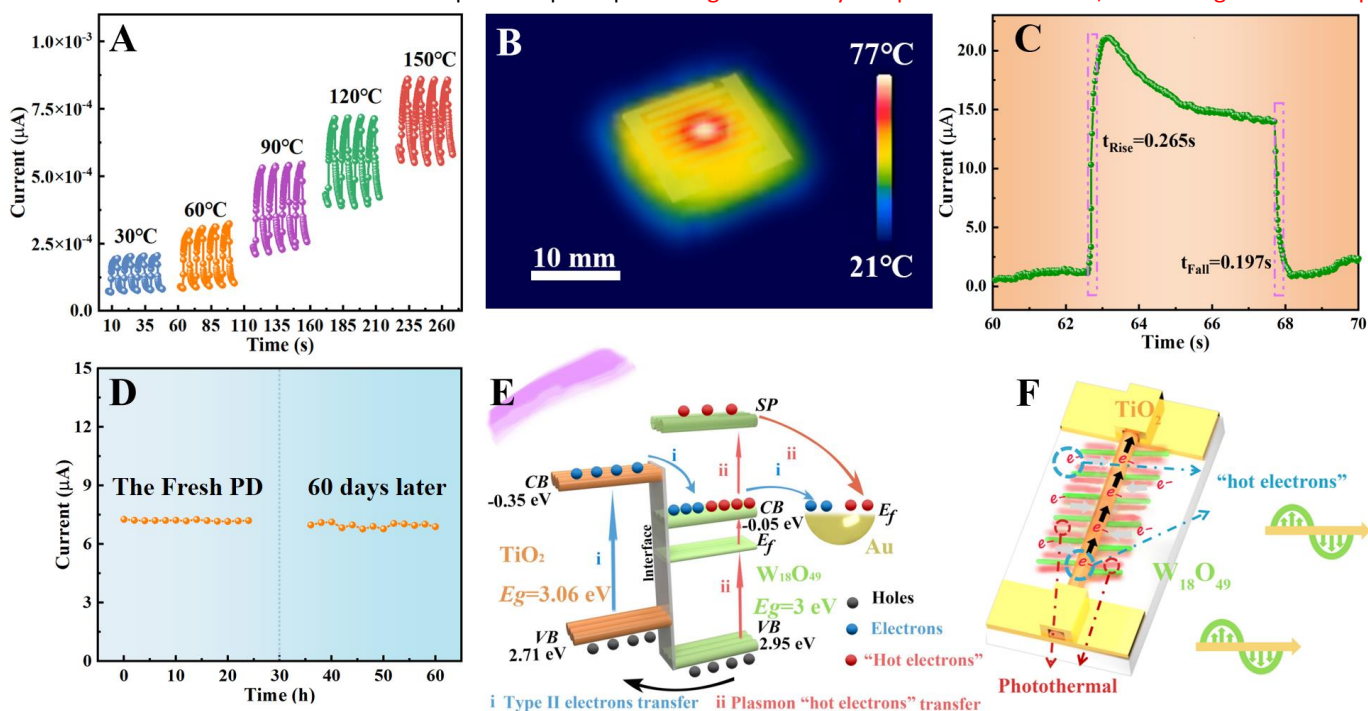 A
Current (μA)
1.0×10⁻³
7.5×10⁻⁴
5.0×10⁻⁴
2.5×10⁻⁴
0.0
30℃
60℃
90℃
120℃
150℃
10 35 60 85 110 135 160 185 210 235 260
Time (s)
B
77℃
21℃
10 mm
C
Current (μA)
20.0
15.0
10.0
5.0
0.0
tRise=0.265s
tFall=0.197s
60 62 64 66 68 70
Time (s)
D
Current (μA)
15
12
9
6
3
0
The Fresh PD
60 days later
0 10 20 30 40 50 60
Time (h)
E
SP
CB
-0.35 eV
i
ii
i
ii
CB
-0.05 eV
Ef
Ef
Au
TiO₂
Eg=3.06 eV
i
Interface
ii
W₁₈O₄₉
Eg=3 eV
VB
2.71 eV
VB
2.95 eV
Holes
Electrons
“Hot electrons”
i Type II electrons transfer
ii Plasmon “hot electrons” transfer
F
TiO₂
e⁻
e⁻
e⁻
e⁻
e⁻
e⁻
e⁻
e⁻
e⁻
“hot electrons”
W₁₈O₄₉
Photothermal